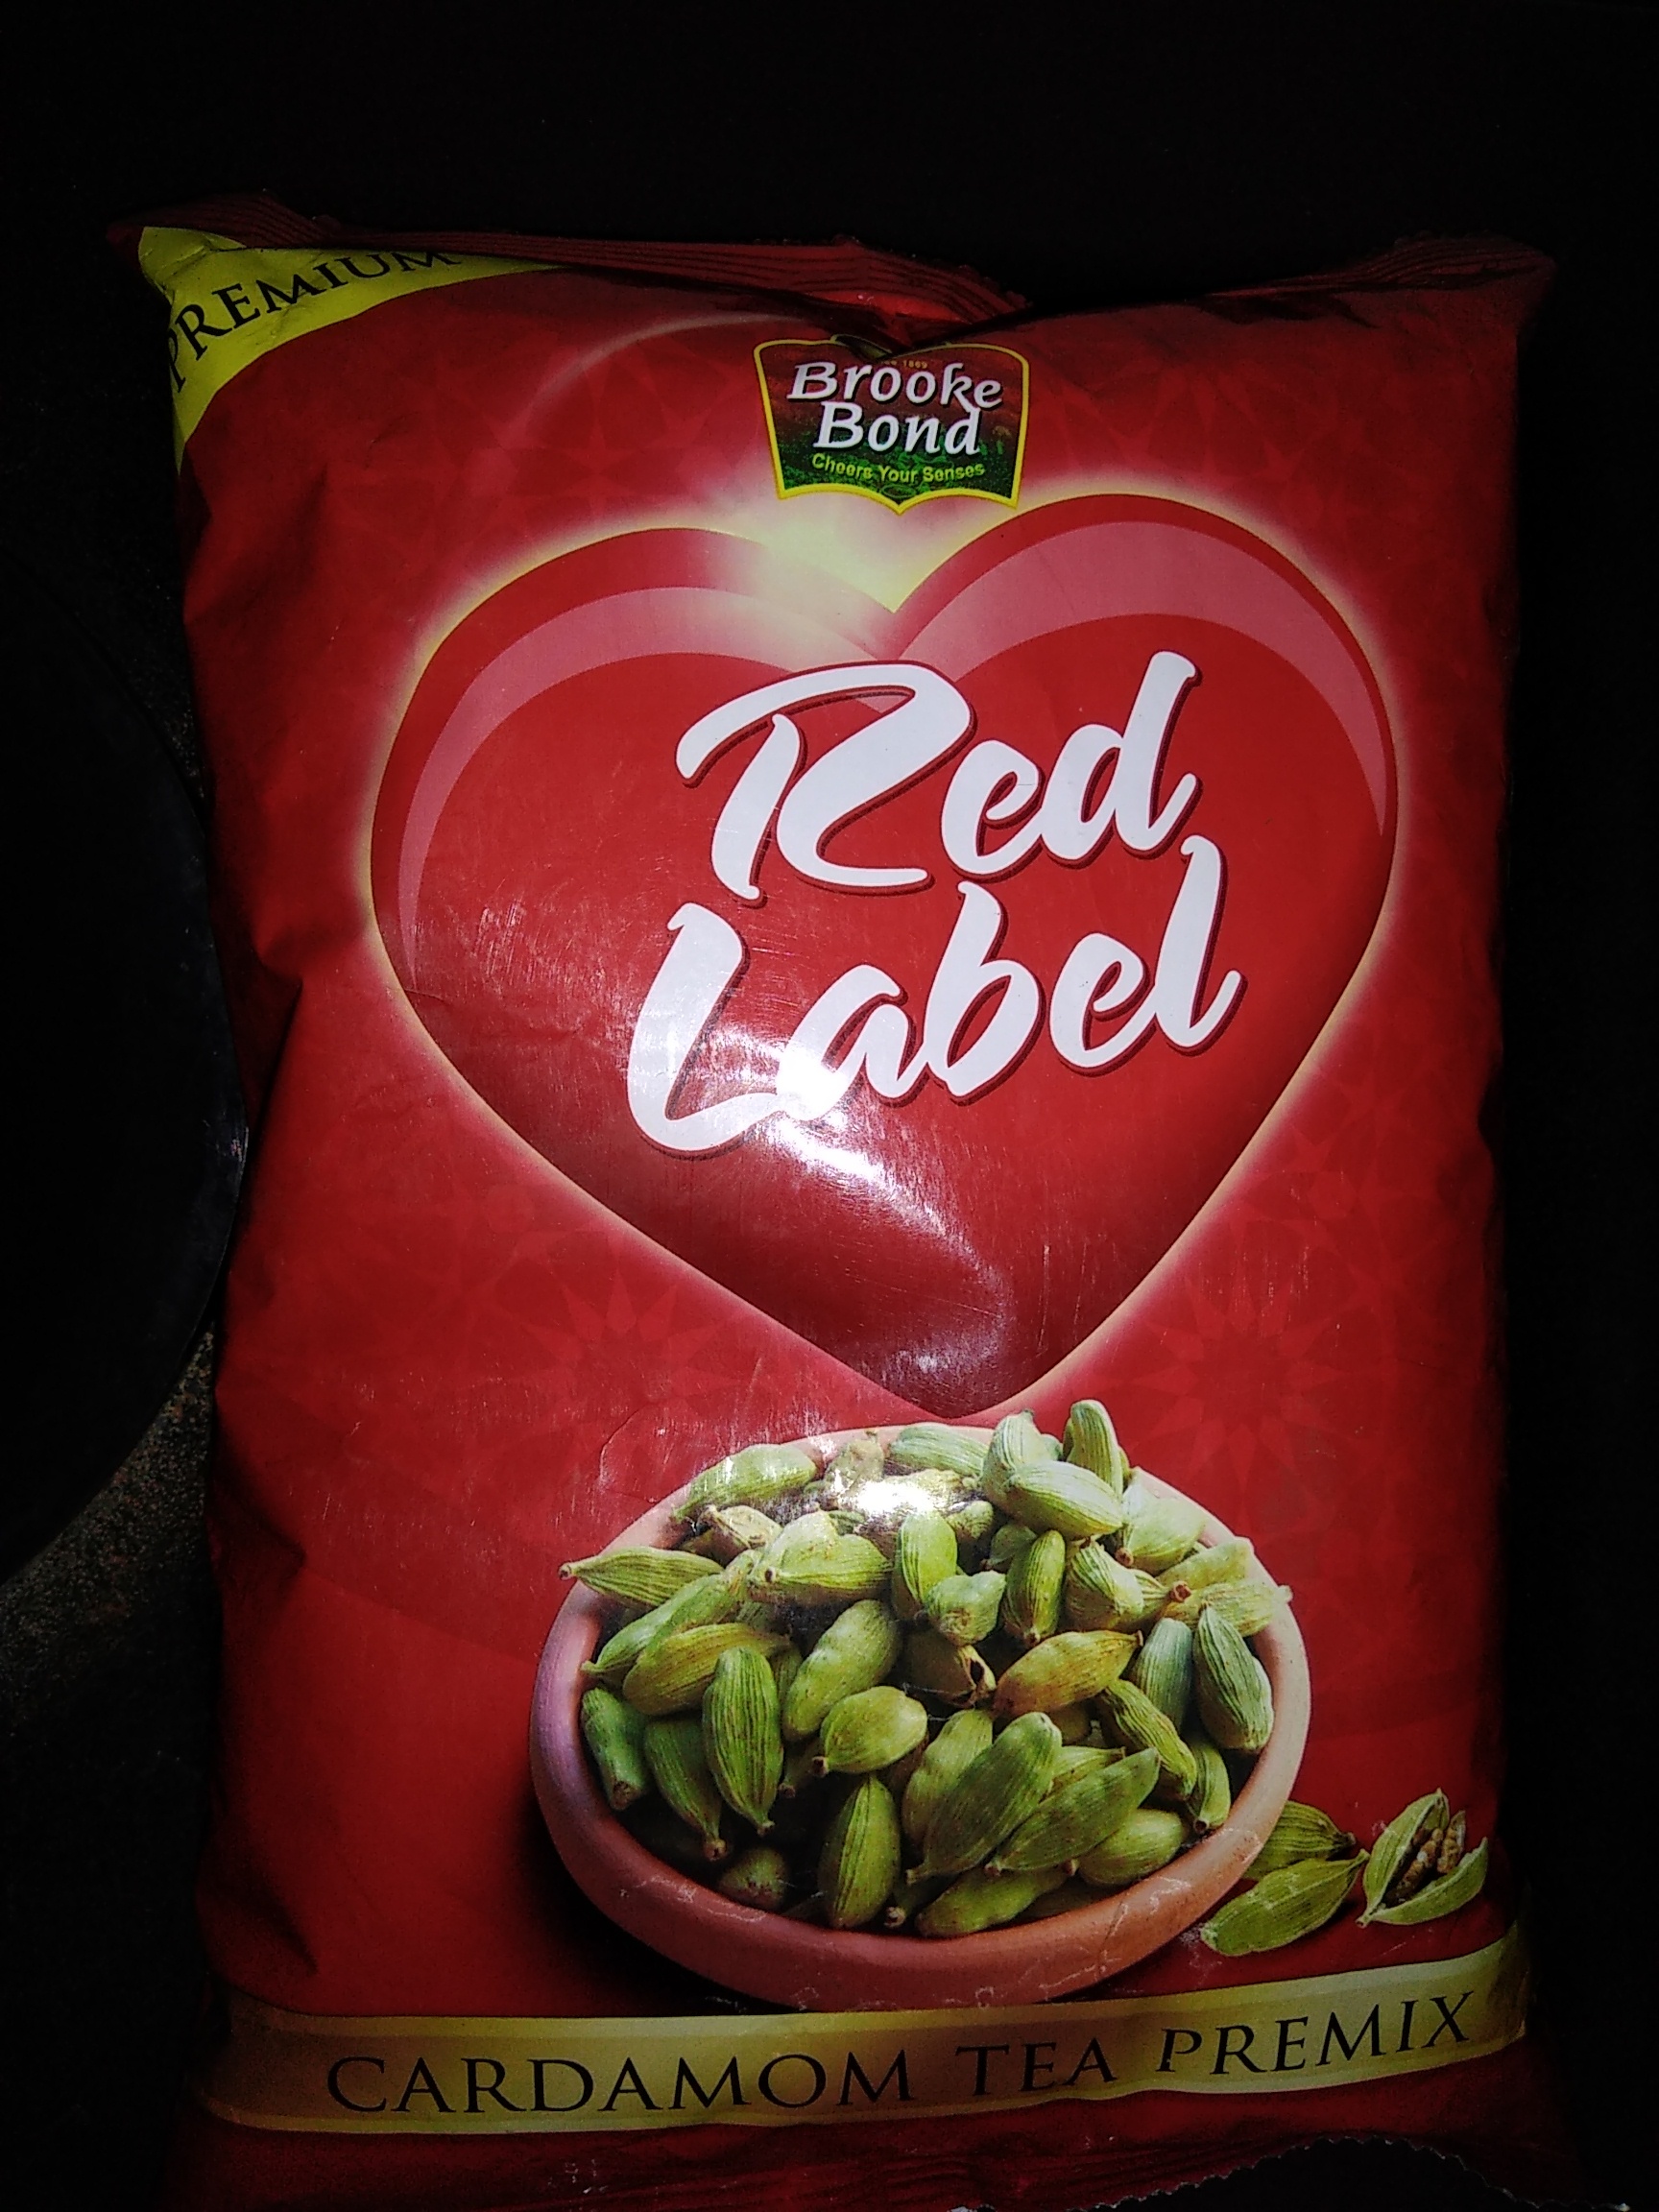 PREMIUM
Brooke
Bond
Cheers Your Senses
Red
Label
CARDAMOM TEA PREMIX